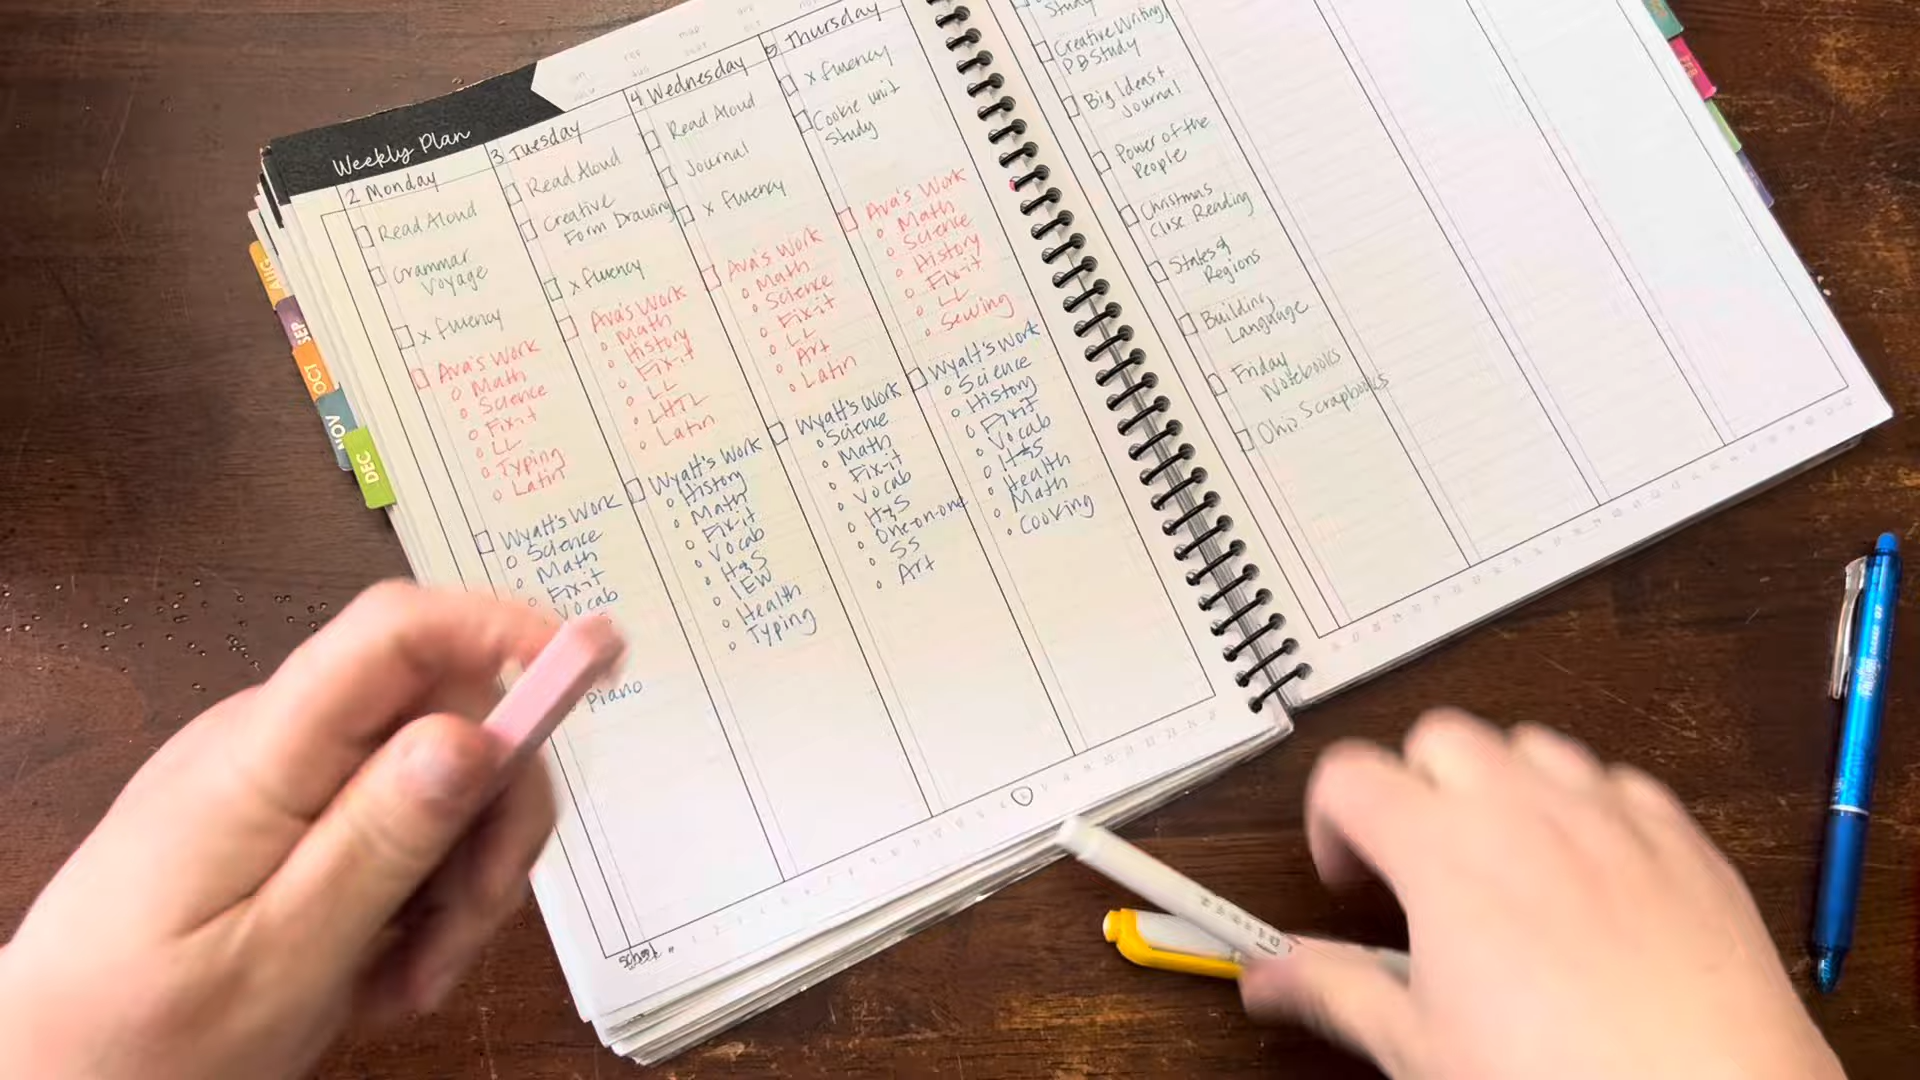 Weekly Plan
2 Monday
Read Aloud
Grammar
Voyage
x fluency
Ava's Work
Math
Science
Fix-it
LL
Typing
Latin
Wyatt's Work
Science
Math
Fix-it
Vocab
Piano
3 Tuesday
Read Aloud
Creative
Form Drawing
x fluency
Ava's Work
Math
History
Fix-it
LL
LHTL
Latin
Wyatt's Work
History
Math
Fix-it
Vocab
H&S
IEW
Health
Typing
4 Wednesday
Read Aloud
Journal
x fluency
Ava's Work
Math
Science
Fix-it
LL
Art
Latin
Wyatt's Work
Science
Math
Fix-it
Vocab
H&S
One-on-one
SS
Art
5 Thursday
x fluency
Cookie unit
Study
Ava's Work
Math
Science
History
Fix-it
LL
Sewing
Wyatt's Work
Science
History
Fixit
Vocab
H&S
Health
Math
Cooking
Study
Creative Writing
PB Study
Big Ideas +
Journal
Power of the
People
Christmas
Close Reading
States &
Regions
Building
Language
Friday
Notebooks
Ohio Scrapbooks
AUG
SEP
OCT
NOV
DEC
FEB
school
week